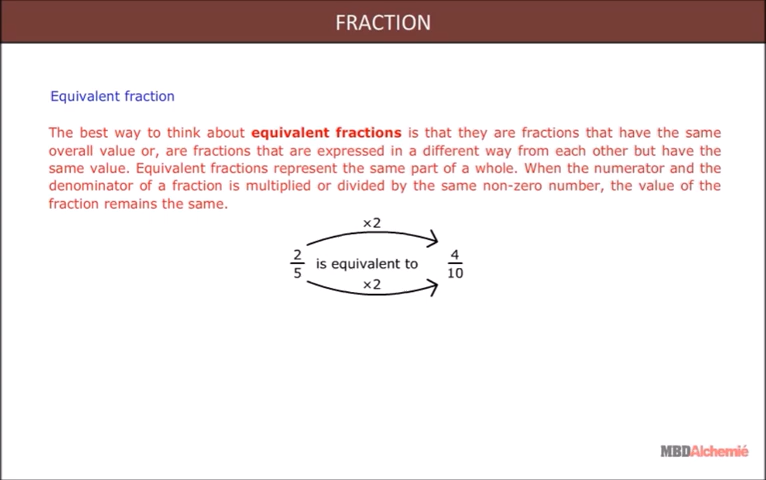 FRACTION
Equivalent fraction
The best way to think about equivalent fractions is that they are fractions that have the same
overall value or, are fractions that are expressed in a different way from each other but have the
same value. Equivalent fractions represent the same part of a whole. When the numerator and the
denominator of a fraction is multiplied or divided by the same non-zero number, the value of the
fraction remains the same.
×2
2/5 is equivalent to 4/10
×2
MBDAlchemié